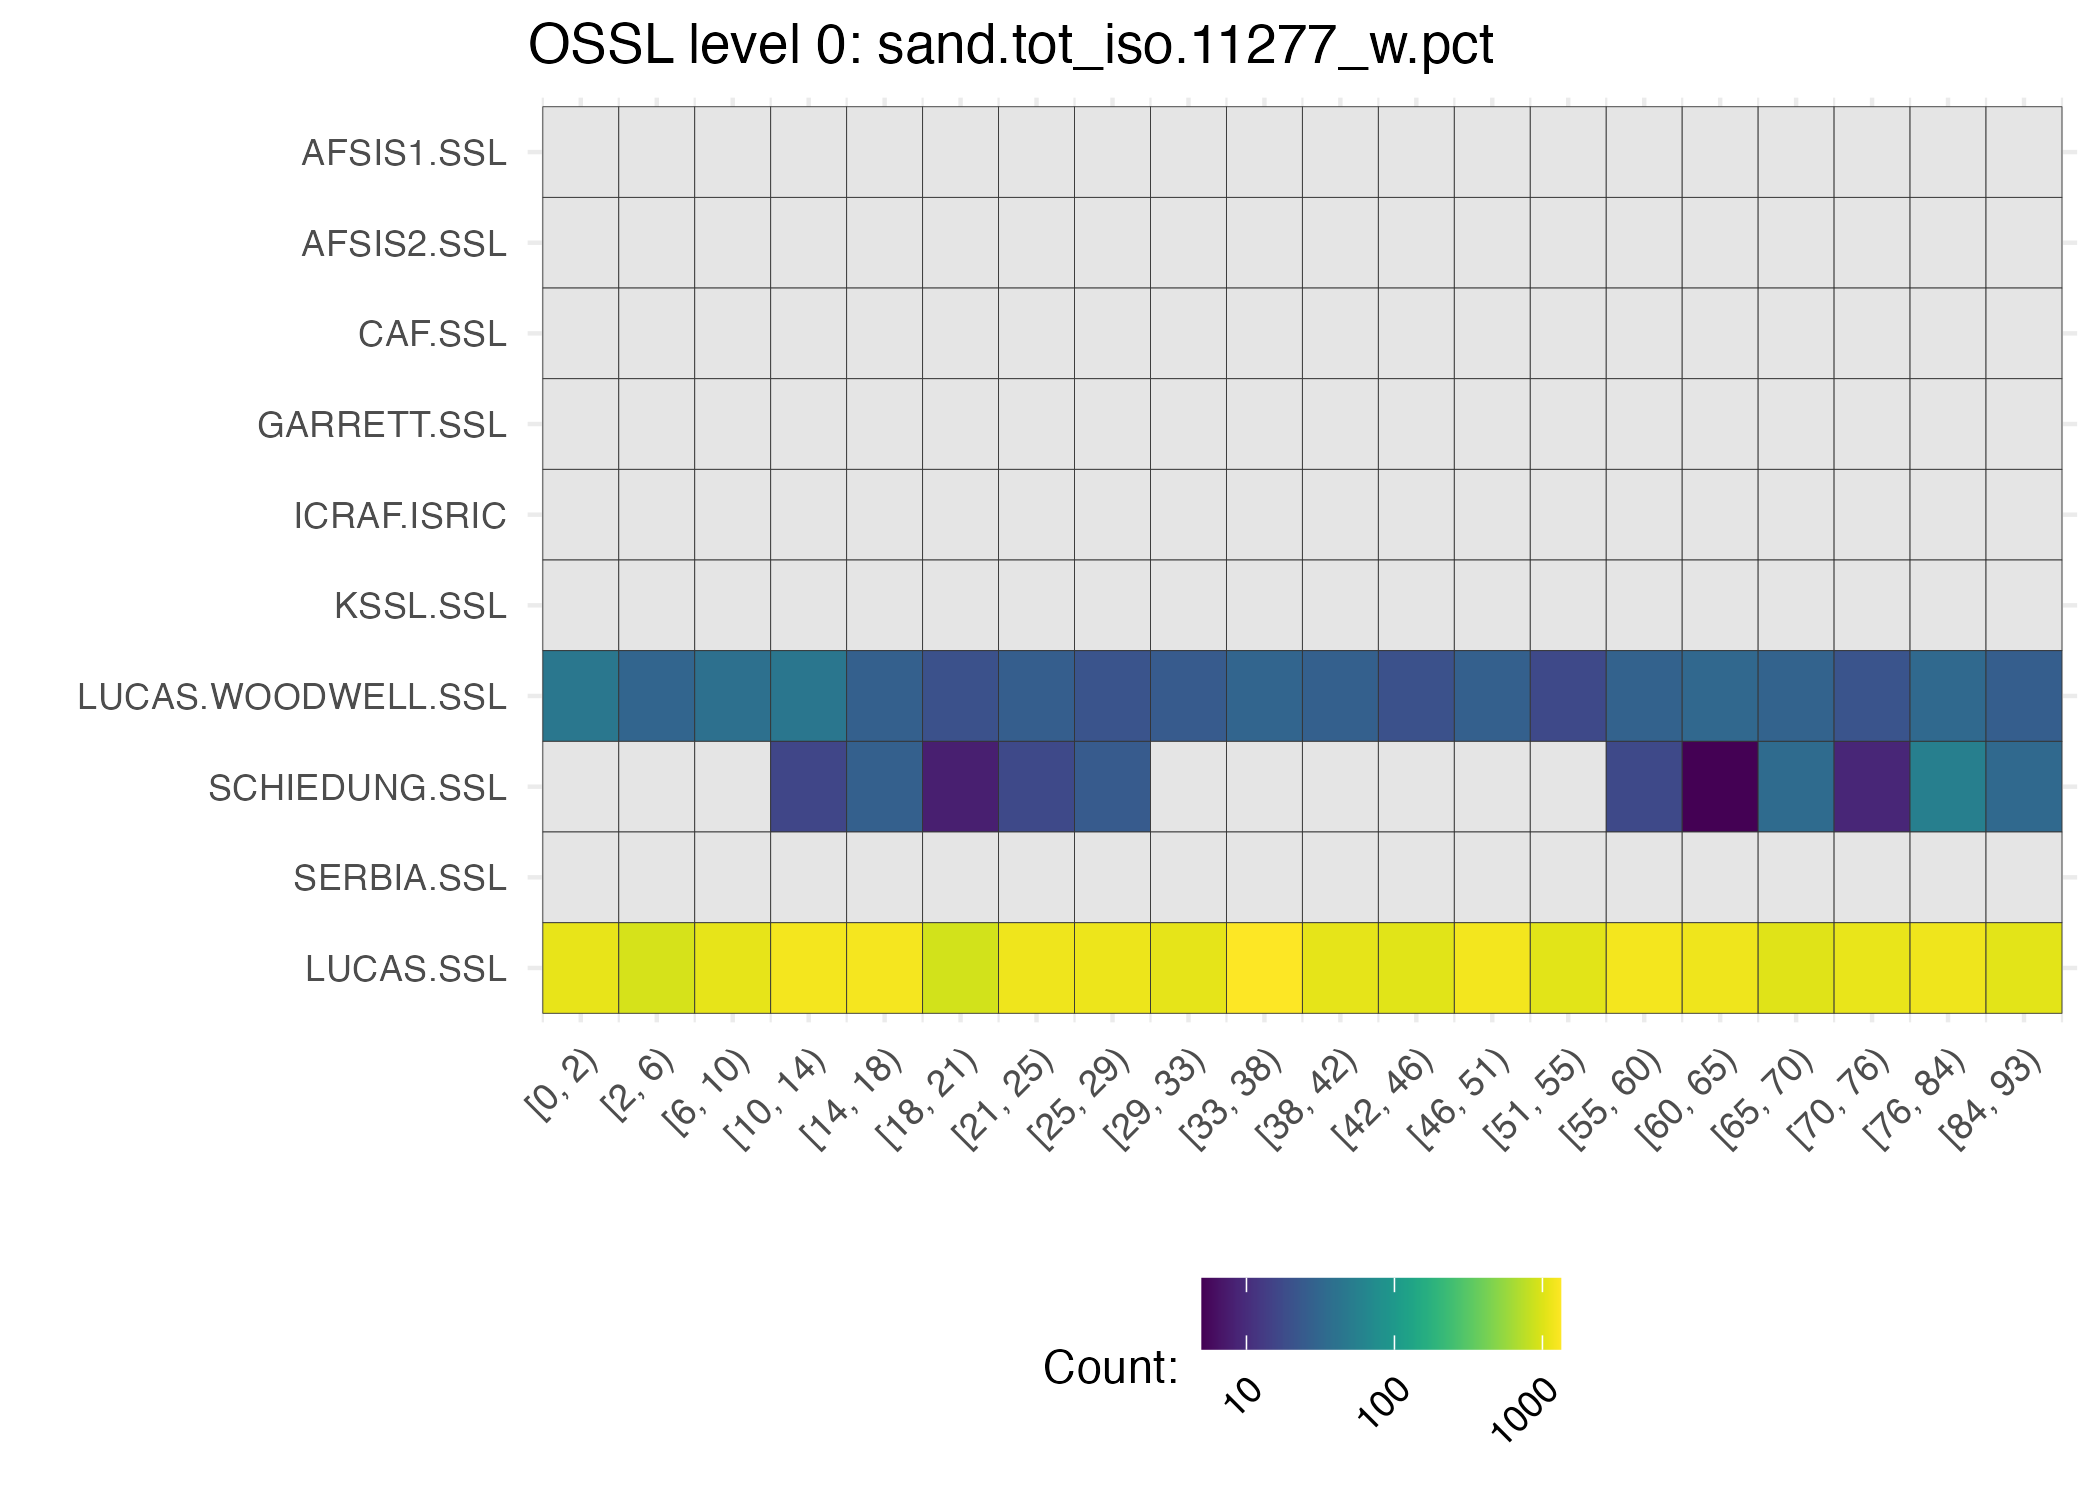 OSSL level 0: sand.tot_iso.11277_w.pct
AFSIS1.SSL
AFSIS2.SSL
CAF.SSL
GARRETT.SSL
ICRAF.ISRIC
KSSL.SSL
LUCAS.WOODWELL.SSL
SCHIEDUNG.SSL
SERBIA.SSL
LUCAS.SSL
[0, 2)
[2, 6)
[6, 10)
[10, 14)
[14, 18)
[18, 21)
[21, 25)
[25, 29)
[29, 33)
[33, 38)
[38, 42)
[42, 46)
[46, 51)
[51, 55)
[55, 60)
[60, 65)
[65, 70)
[70, 76)
[76, 84)
[84, 93)
Count:
10
100
1000